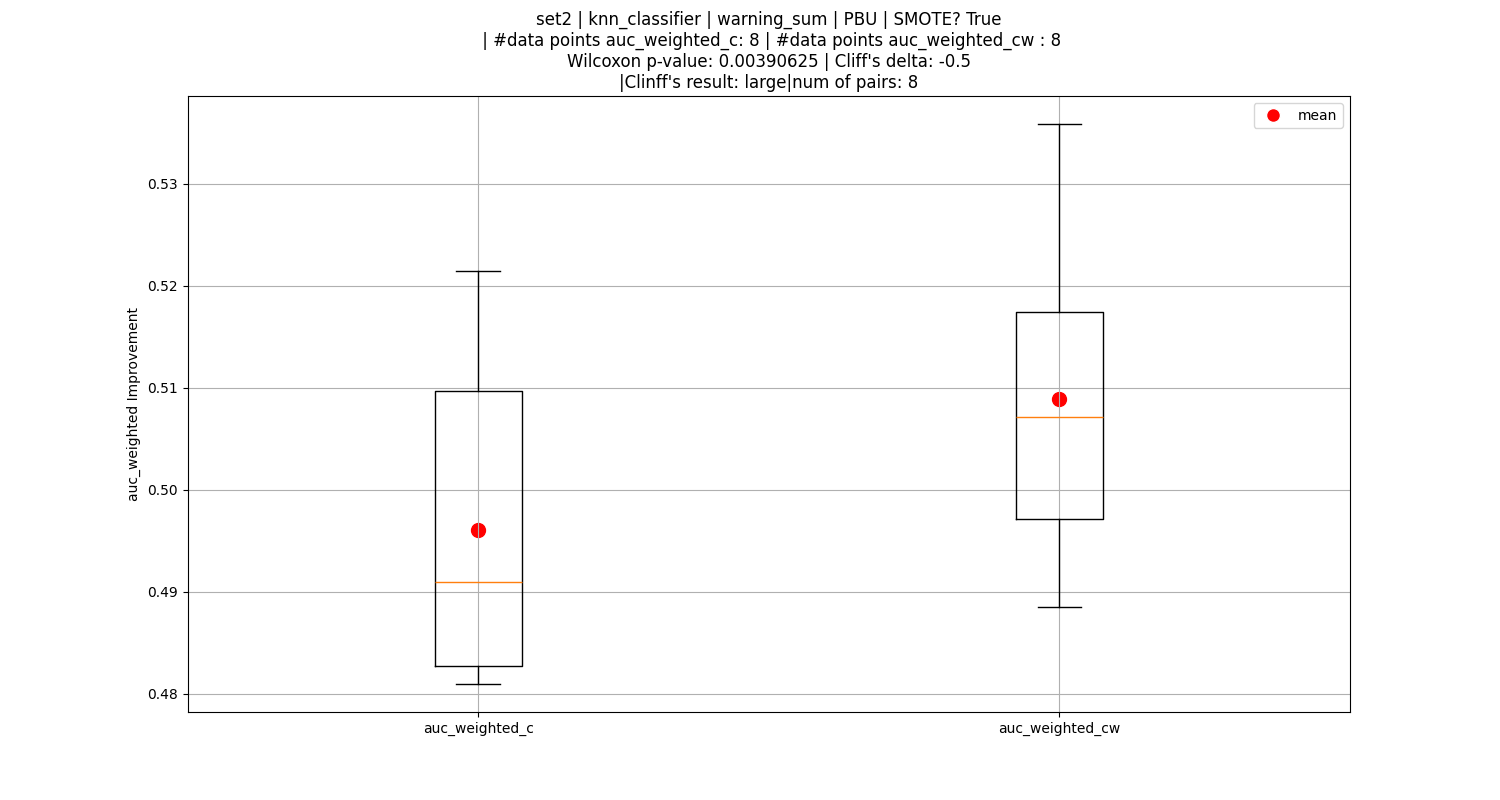 set2 | knn_classifier | warning_sum | PBU | SMOTE? True
| #data points auc_weighted_c: 8 | #data points auc_weighted_cw : 8
Wilcoxon p-value: 0.00390625 | Cliff's delta: -0.5
|Clinff's result: large|num of pairs: 8
mean
0.53
0.52
0.51
0.50
0.49
0.48
auc_weighted Improvement
auc_weighted_c
auc_weighted_cw